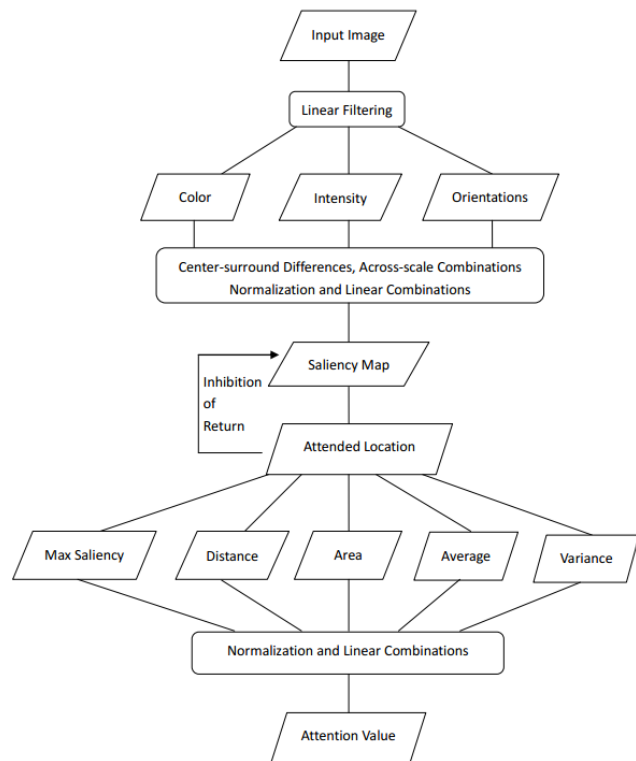 Input Image
Linear Filtering
Color
Intensity
Orientations
Center-surround Differences, Across-scale Combinations
Normalization and Linear Combinations
Saliency Map
Inhibition
of
Return
Attended Location
Max Saliency
Distance
Area
Average
Variance
Normalization and Linear Combinations
Attention Value